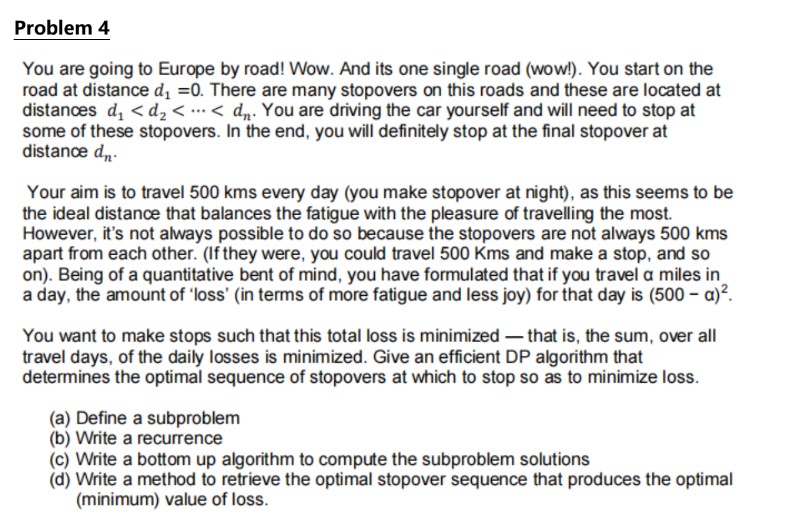 Problem 4
You are going to Europe by road! Wow. And its one single road (wow!). You start on the
road at distance d₁ =0. There are many stopovers on this roads and these are located at
distances d₁ < d₂ < ··· < dₙ. You are driving the car yourself and will need to stop at
some of these stopovers. In the end, you will definitely stop at the final stopover at
distance dₙ.
Your aim is to travel 500 kms every day (you make stopover at night), as this seems to be
the ideal distance that balances the fatigue with the pleasure of travelling the most.
However, it's not always possible to do so because the stopovers are not always 500 kms
apart from each other. (If they were, you could travel 500 Kms and make a stop, and so
on). Being of a quantitative bent of mind, you have formulated that if you travel α miles in
a day, the amount of 'loss' (in terms of more fatigue and less joy) for that day is (500 − α)².
You want to make stops such that this total loss is minimized — that is, the sum, over all
travel days, of the daily losses is minimized. Give an efficient DP algorithm that
determines the optimal sequence of stopovers at which to stop so as to minimize loss.
(a) Define a subproblem
(b) Write a recurrence
(c) Write a bottom up algorithm to compute the subproblem solutions
(d) Write a method to retrieve the optimal stopover sequence that produces the optimal
(minimum) value of loss.